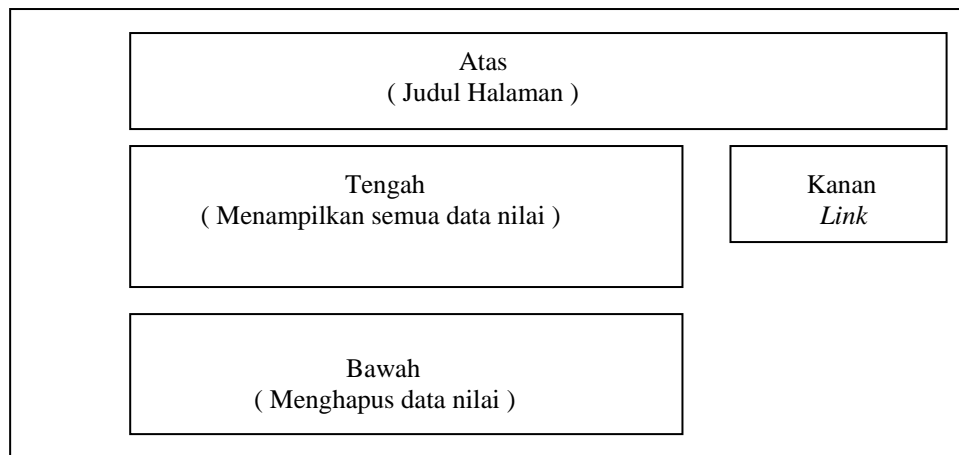 Atas
( Judul Halaman )
Tengah
( Menampilkan semua data nilai )
Kanan
Link
Bawah
( Menghapus data nilai )